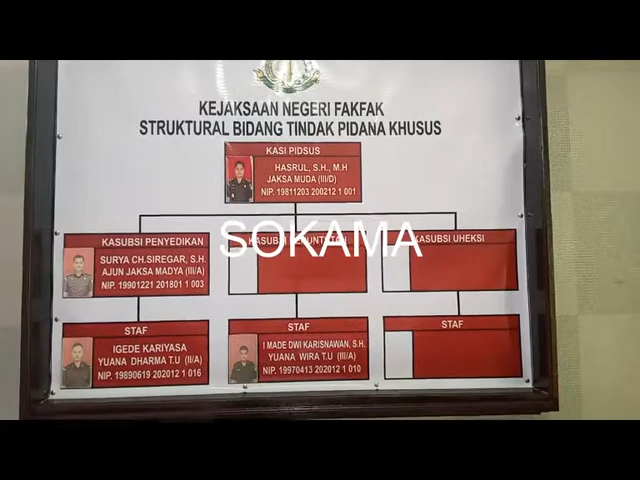 KEJAKSAAN NEGERI FAKFAK
STRUKTURAL BIDANG TINDAK PIDANA KHUSUS
KASI PIDSUS
HASRUL, S.H., M.H
JAKSA MUDA (III/D)
NIP. 19811203 200212 1 001
KASUBSI PENYEDIKAN
SURYA CH.SIREGAR, S.H.
AJUN JAKSA MADYA (III/A)
NIP. 19901221 201801 1 003
KASUBSI
KASUBSI UHEKSI
SOKAMA
STAF
IGEDE KARIYASA
YUANA DHARMA T.U (II/A)
NIP. 19890619 202012 1 016
STAF
I MADE DWI KARISNAWAN, S.H.
YUANA WIRA T.U (III/A)
NIP. 19970413 202012 1 010
STAF